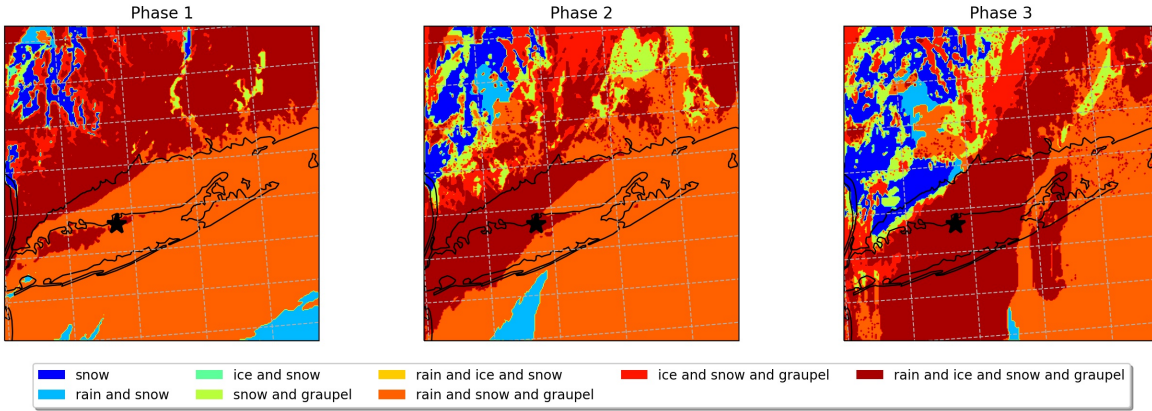 Phase 1 Phase 2 Phase 3
snow ice and snow rain and ice and snow ice and snow and graupel rain and ice and snow and graupel
rain and snow snow and graupel rain and snow and graupel